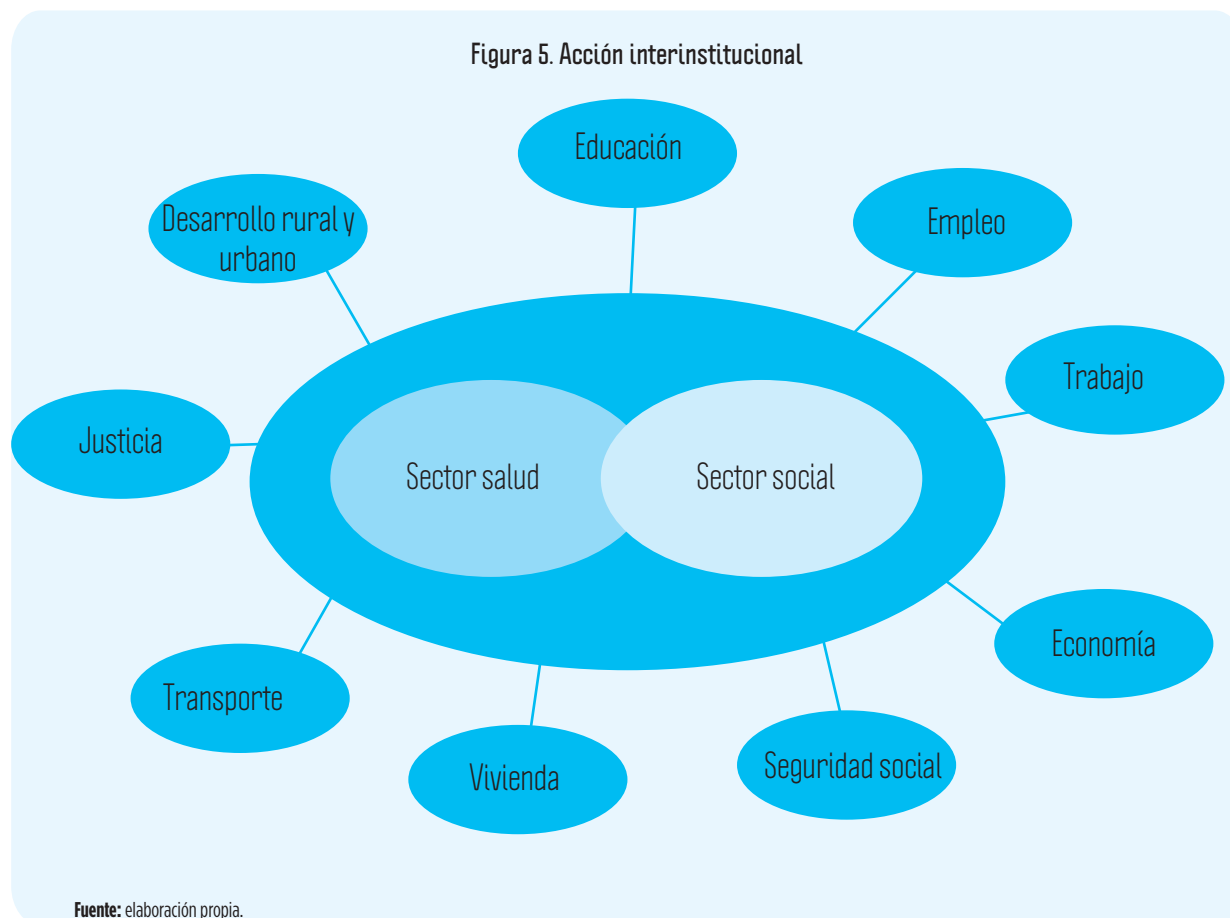 Figura 5. Acción interinstitucional
Educación
Desarrollo rural y
urbano
Empleo
Trabajo
Justicia
Sector salud
Sector social
Economía
Transporte
Vivienda
Seguridad social
Fuente: elaboración propia.